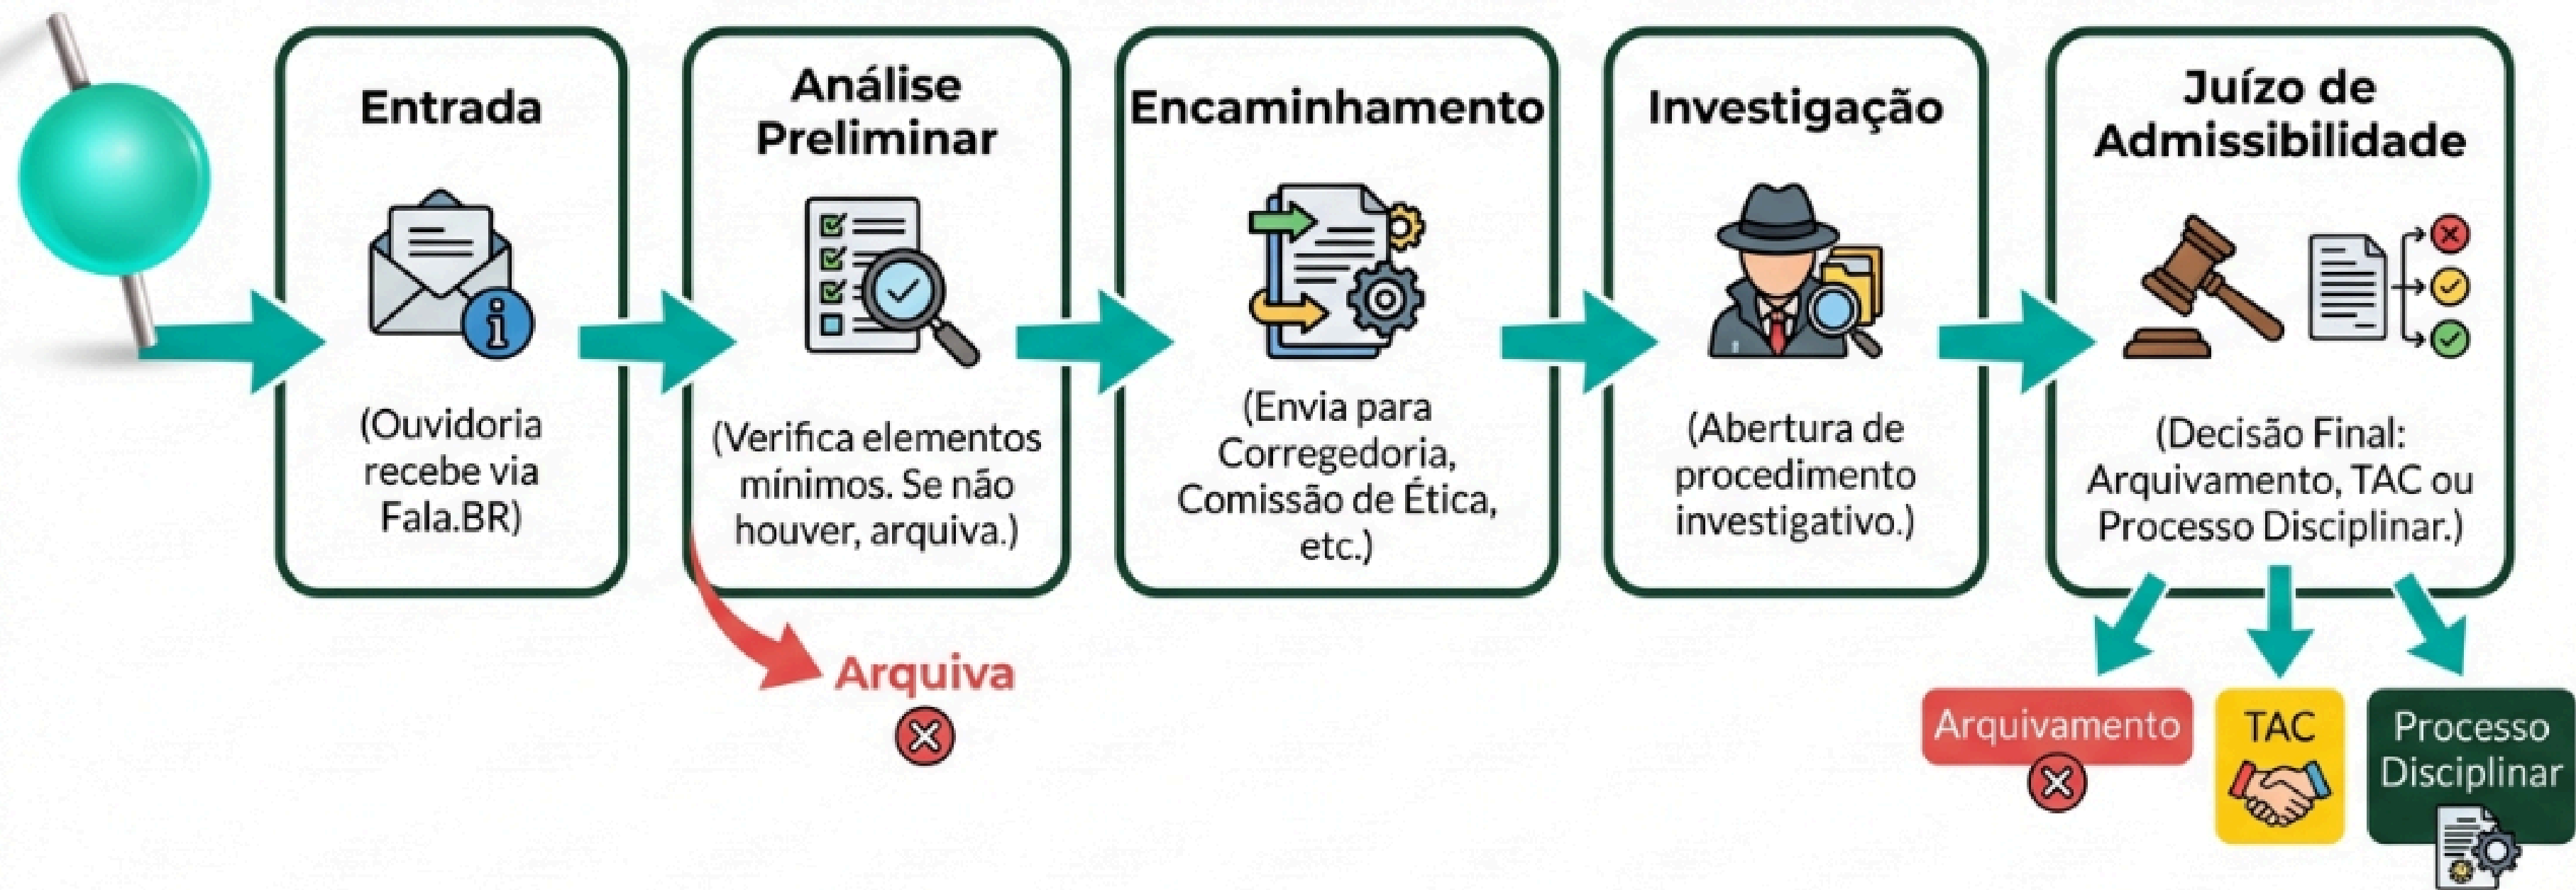 Entrada
(Ouvidoria
recebe via
Fala.BR)
Análise
Preliminar
(Verifica elementos
mínimos. Se não
houver, arquiva.)
Arquiva
Encaminhamento
(Envia para
Corregedoria,
Comissão de Ética,
etc.)
Investigação
(Abertura de
procedimento
investigativo.)
Juízo de
Admissibilidade
(Decisão Final:
Arquivamento, TAC ou
Processo Disciplinar.)
Arquivamento
TAC
Processo
Disciplinar